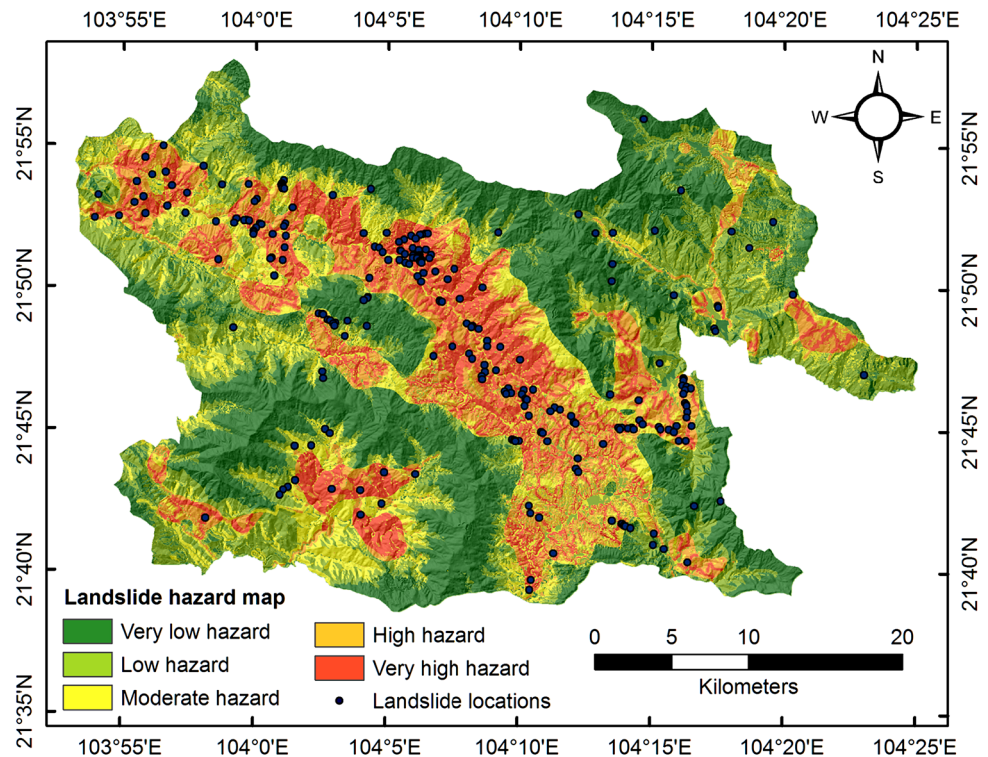 103°55'E 104°0'E 104°5'E 104°10'E 104°15'E 104°20'E 104°25'E
N
W E
S
21°55'N 21°55'N
21°50'N 21°50'N
21°45'N 21°45'N
21°40'N 21°40'N
21°35'N
Landslide hazard map
Very low hazard
Low hazard
Moderate hazard
High hazard
Very high hazard
Landslide locations
0 5 10 20
Kilometers
103°55'E 104°0'E 104°5'E 104°10'E 104°15'E 104°20'E 104°25'E